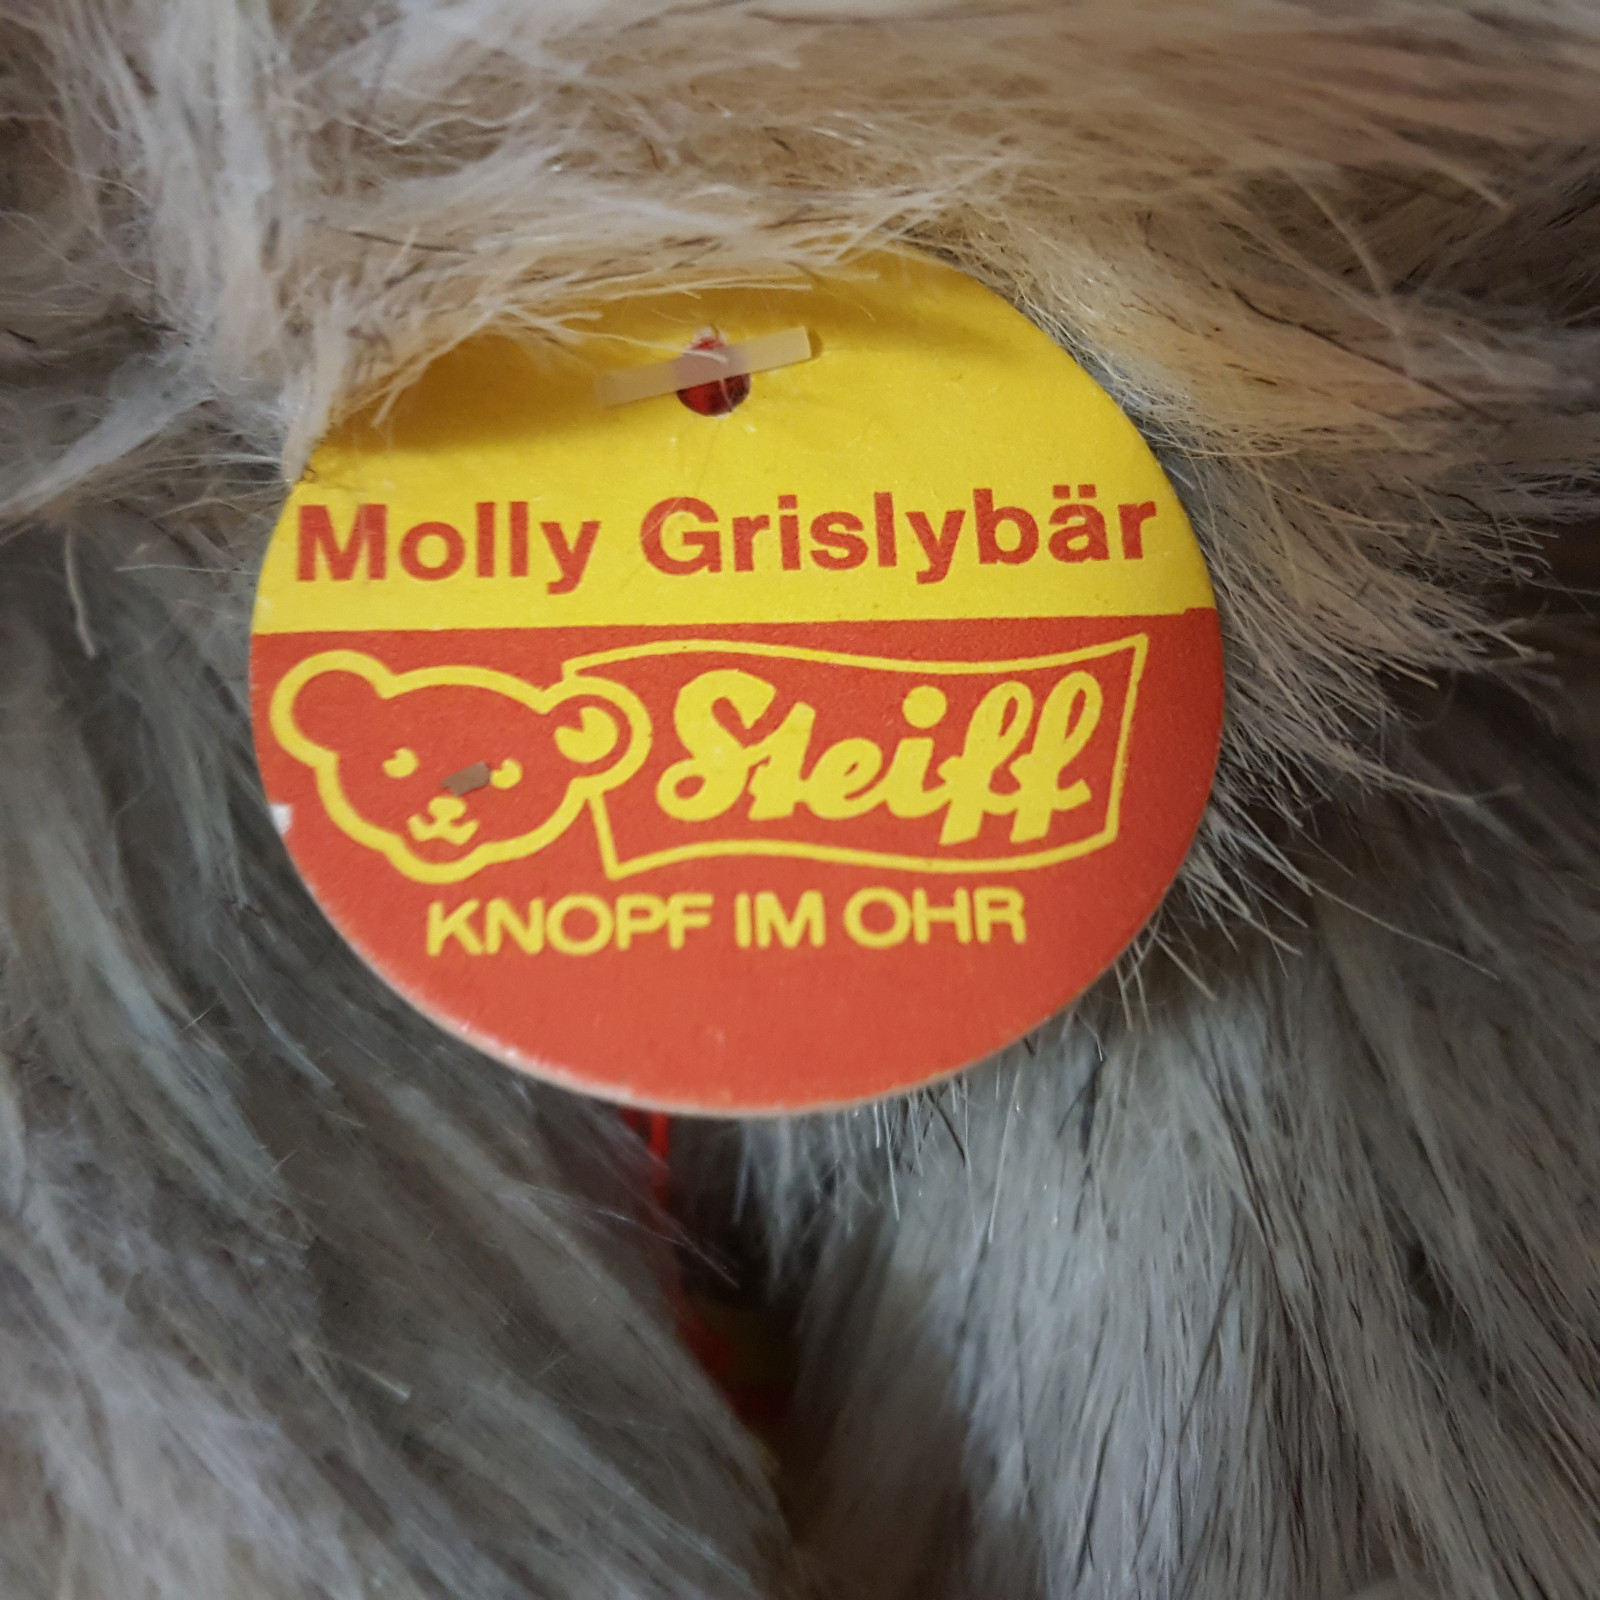 Molly Grislybär
Steiff
KNOPF IM OHR